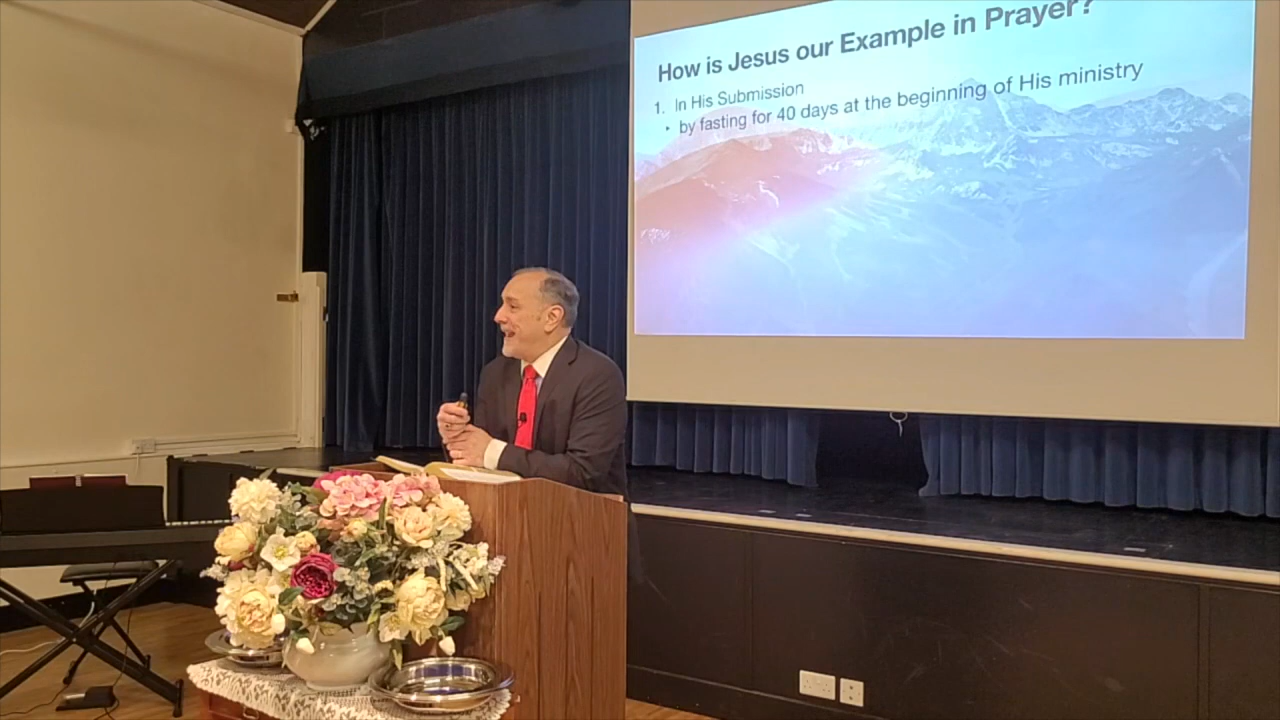 How is Jesus our Example in Prayer?
1. In His Submission
‣ by fasting for 40 days at the beginning of His ministry